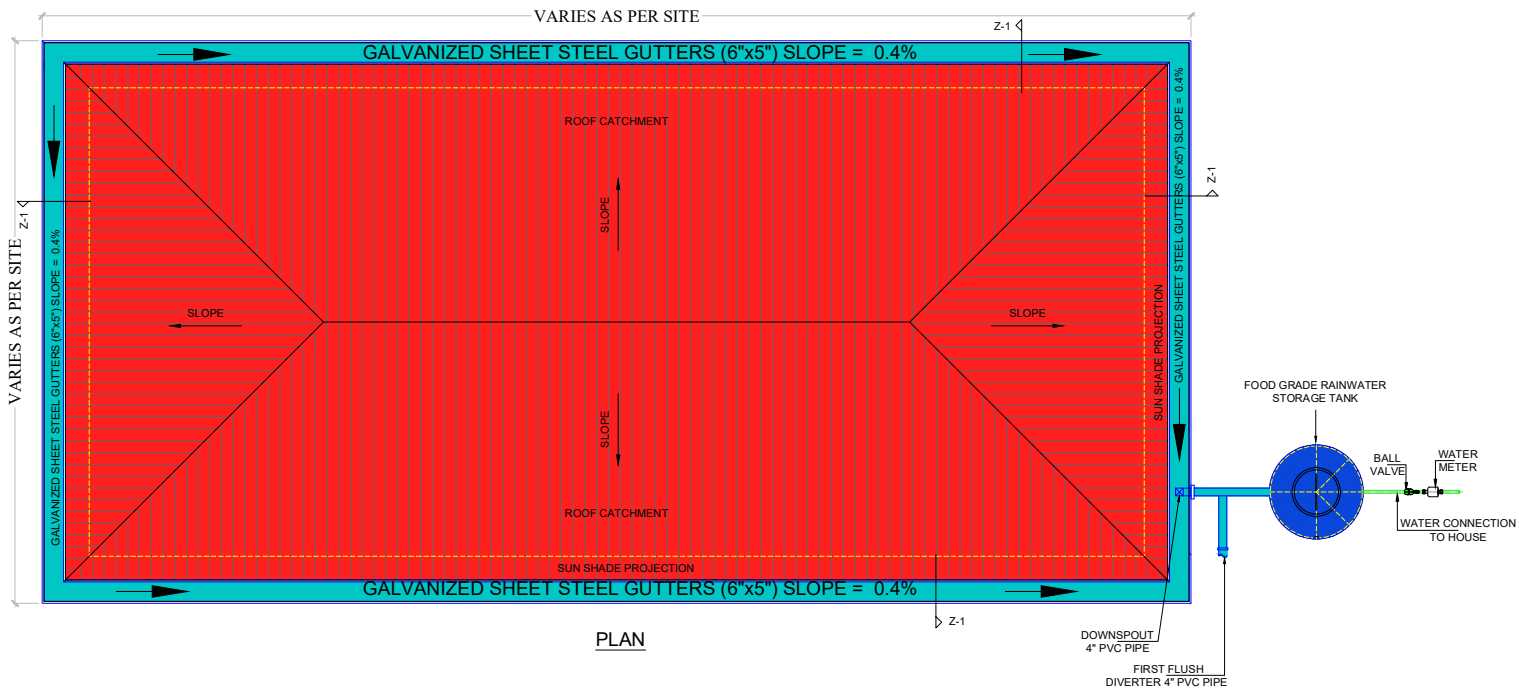 VARIES AS PER SITE
Z-1
GALVANIZED SHEET STEEL GUTTERS (6"x5") SLOPE =  0.4%
ROOF CATCHMENT
SLOPE
Z-1
VARIES AS PER SITE
GALVANIZED SHEET STEEL GUTTERS (6"x5") SLOPE =  0.4%
SLOPE
SLOPE
Z-1
GALVANIZED SHEET STEEL GUTTERS (6"x5") SLOPE =  0.4%
SUN SHADE PROJECTION
SLOPE
ROOF CATCHMENT
SUN SHADE PROJECTION
GALVANIZED SHEET STEEL GUTTERS (6"x5") SLOPE =  0.4%
Z-1
PLAN
FOOD GRADE RAINWATER
STORAGE TANK
BALL
VALVE
WATER
METER
WATER CONNECTION
TO HOUSE
DOWNSPOUT
4" PVC PIPE
FIRST FLUSH
DIVERTER 4" PVC PIPE